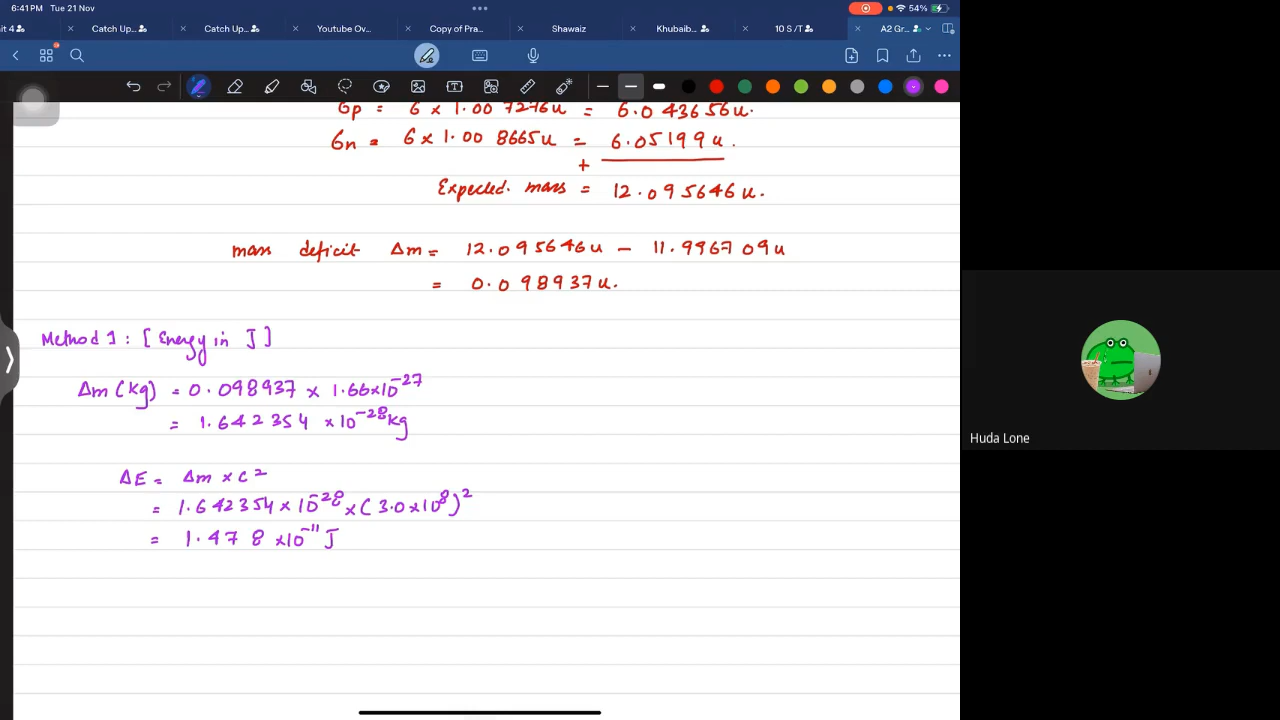 6:41 PM Tue 21 Nov
54%
it 4
Catch Up...
Catch Up...
Youtube Ov...
Copy of Pra...
Shawaiz
Khubaib...
10 S /T
A2 Gr...
6p = 6 × 1.007276u = 6.043656u.
6n = 6 × 1.008665u = 6.05199u.
+
Expected mass = 12.095646u.
mass deficit Δm = 12.095646u − 11.996709u
= 0.098937u.
Method 1: [Energy in J]
Δm (kg) = 0.098937 × 1.66×10⁻²⁷
= 1.642354 ×10⁻²⁸kg
ΔE = Δm × c²
= 1.642354 × 10⁻²⁸ × (3.0×10⁸)²
= 1.478 ×10⁻¹¹ J
Huda Lone